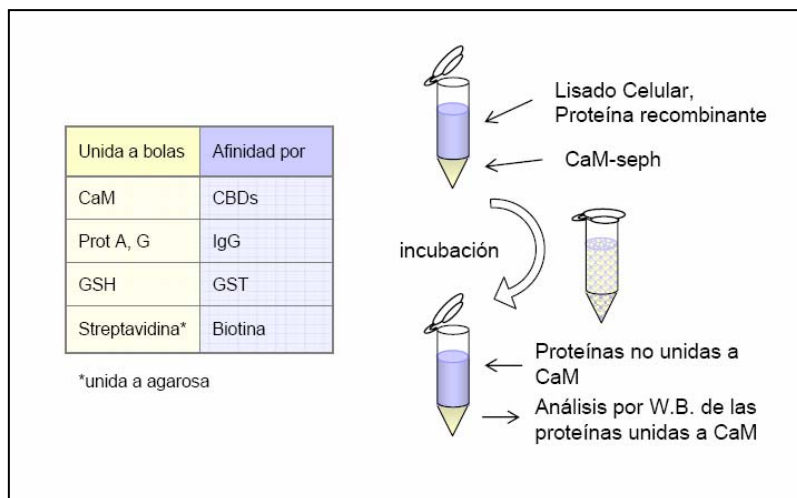 Unida a bolas Afinidad por
CaM CBDs
Prot A, G IgG
GSH GST
Streptavidina* Biotina
*unida a agarosa
Lisado Celular,
Proteína recombinante
CaM-seph
incubación
Proteínas no unidas a
CaM
Análisis por W.B. de las
proteínas unidas a CaM